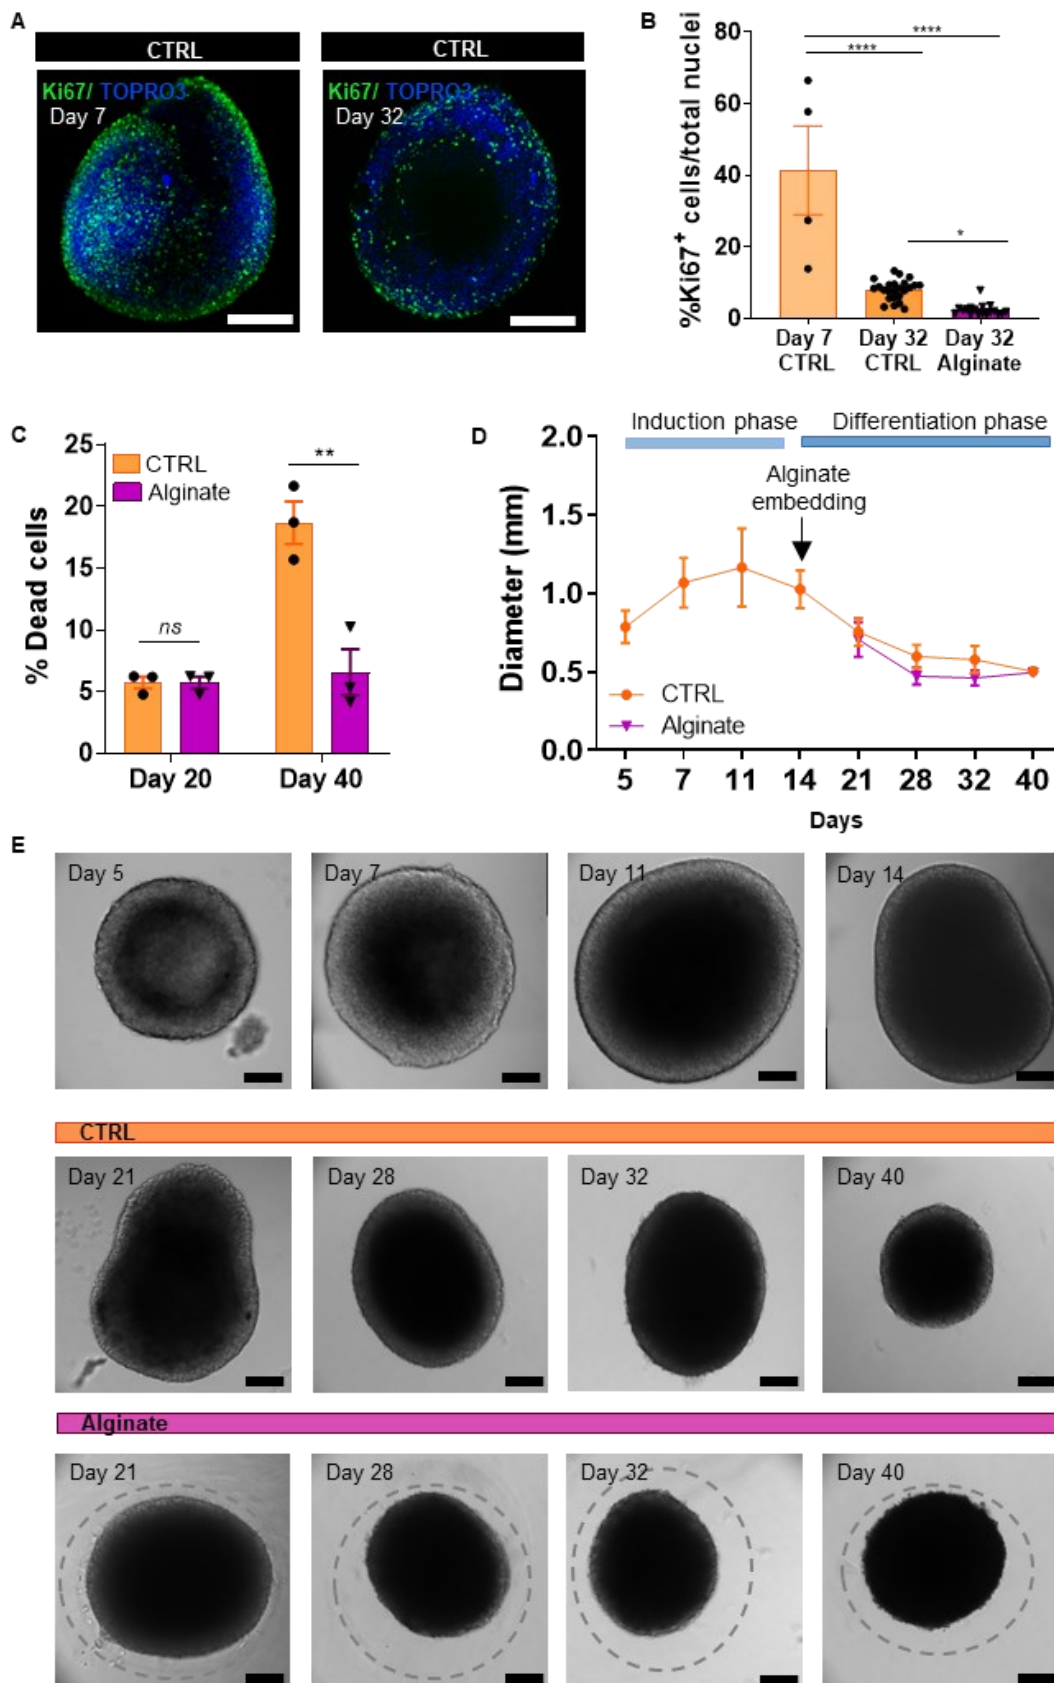 A
CTRL
CTRL
Ki67/ TOPRO3
Day 7
Ki67/ TOPRO3
Day 32
B
%Ki67+ cells/total nuclei
80
60
40
20
0
****
****
*
Day 7
CTRL
Day 32
CTRL
Day 32
Alginate
C
% Dead cells
25
20
15
10
5
0
CTRL
Alginate
ns
**
Day 20
Day 40
D
Induction phase
Differentiation phase
Alginate
embedding
Diameter (mm)
2.0
1.5
1.0
0.5
0.0
CTRL
Alginate
5 7 11 14 21 28 32 40
Days
E
Day 5
Day 7
Day 11
Day 14
CTRL
Day 21
Day 28
Day 32
Day 40
Alginate
Day 21
Day 28
Day 32
Day 40